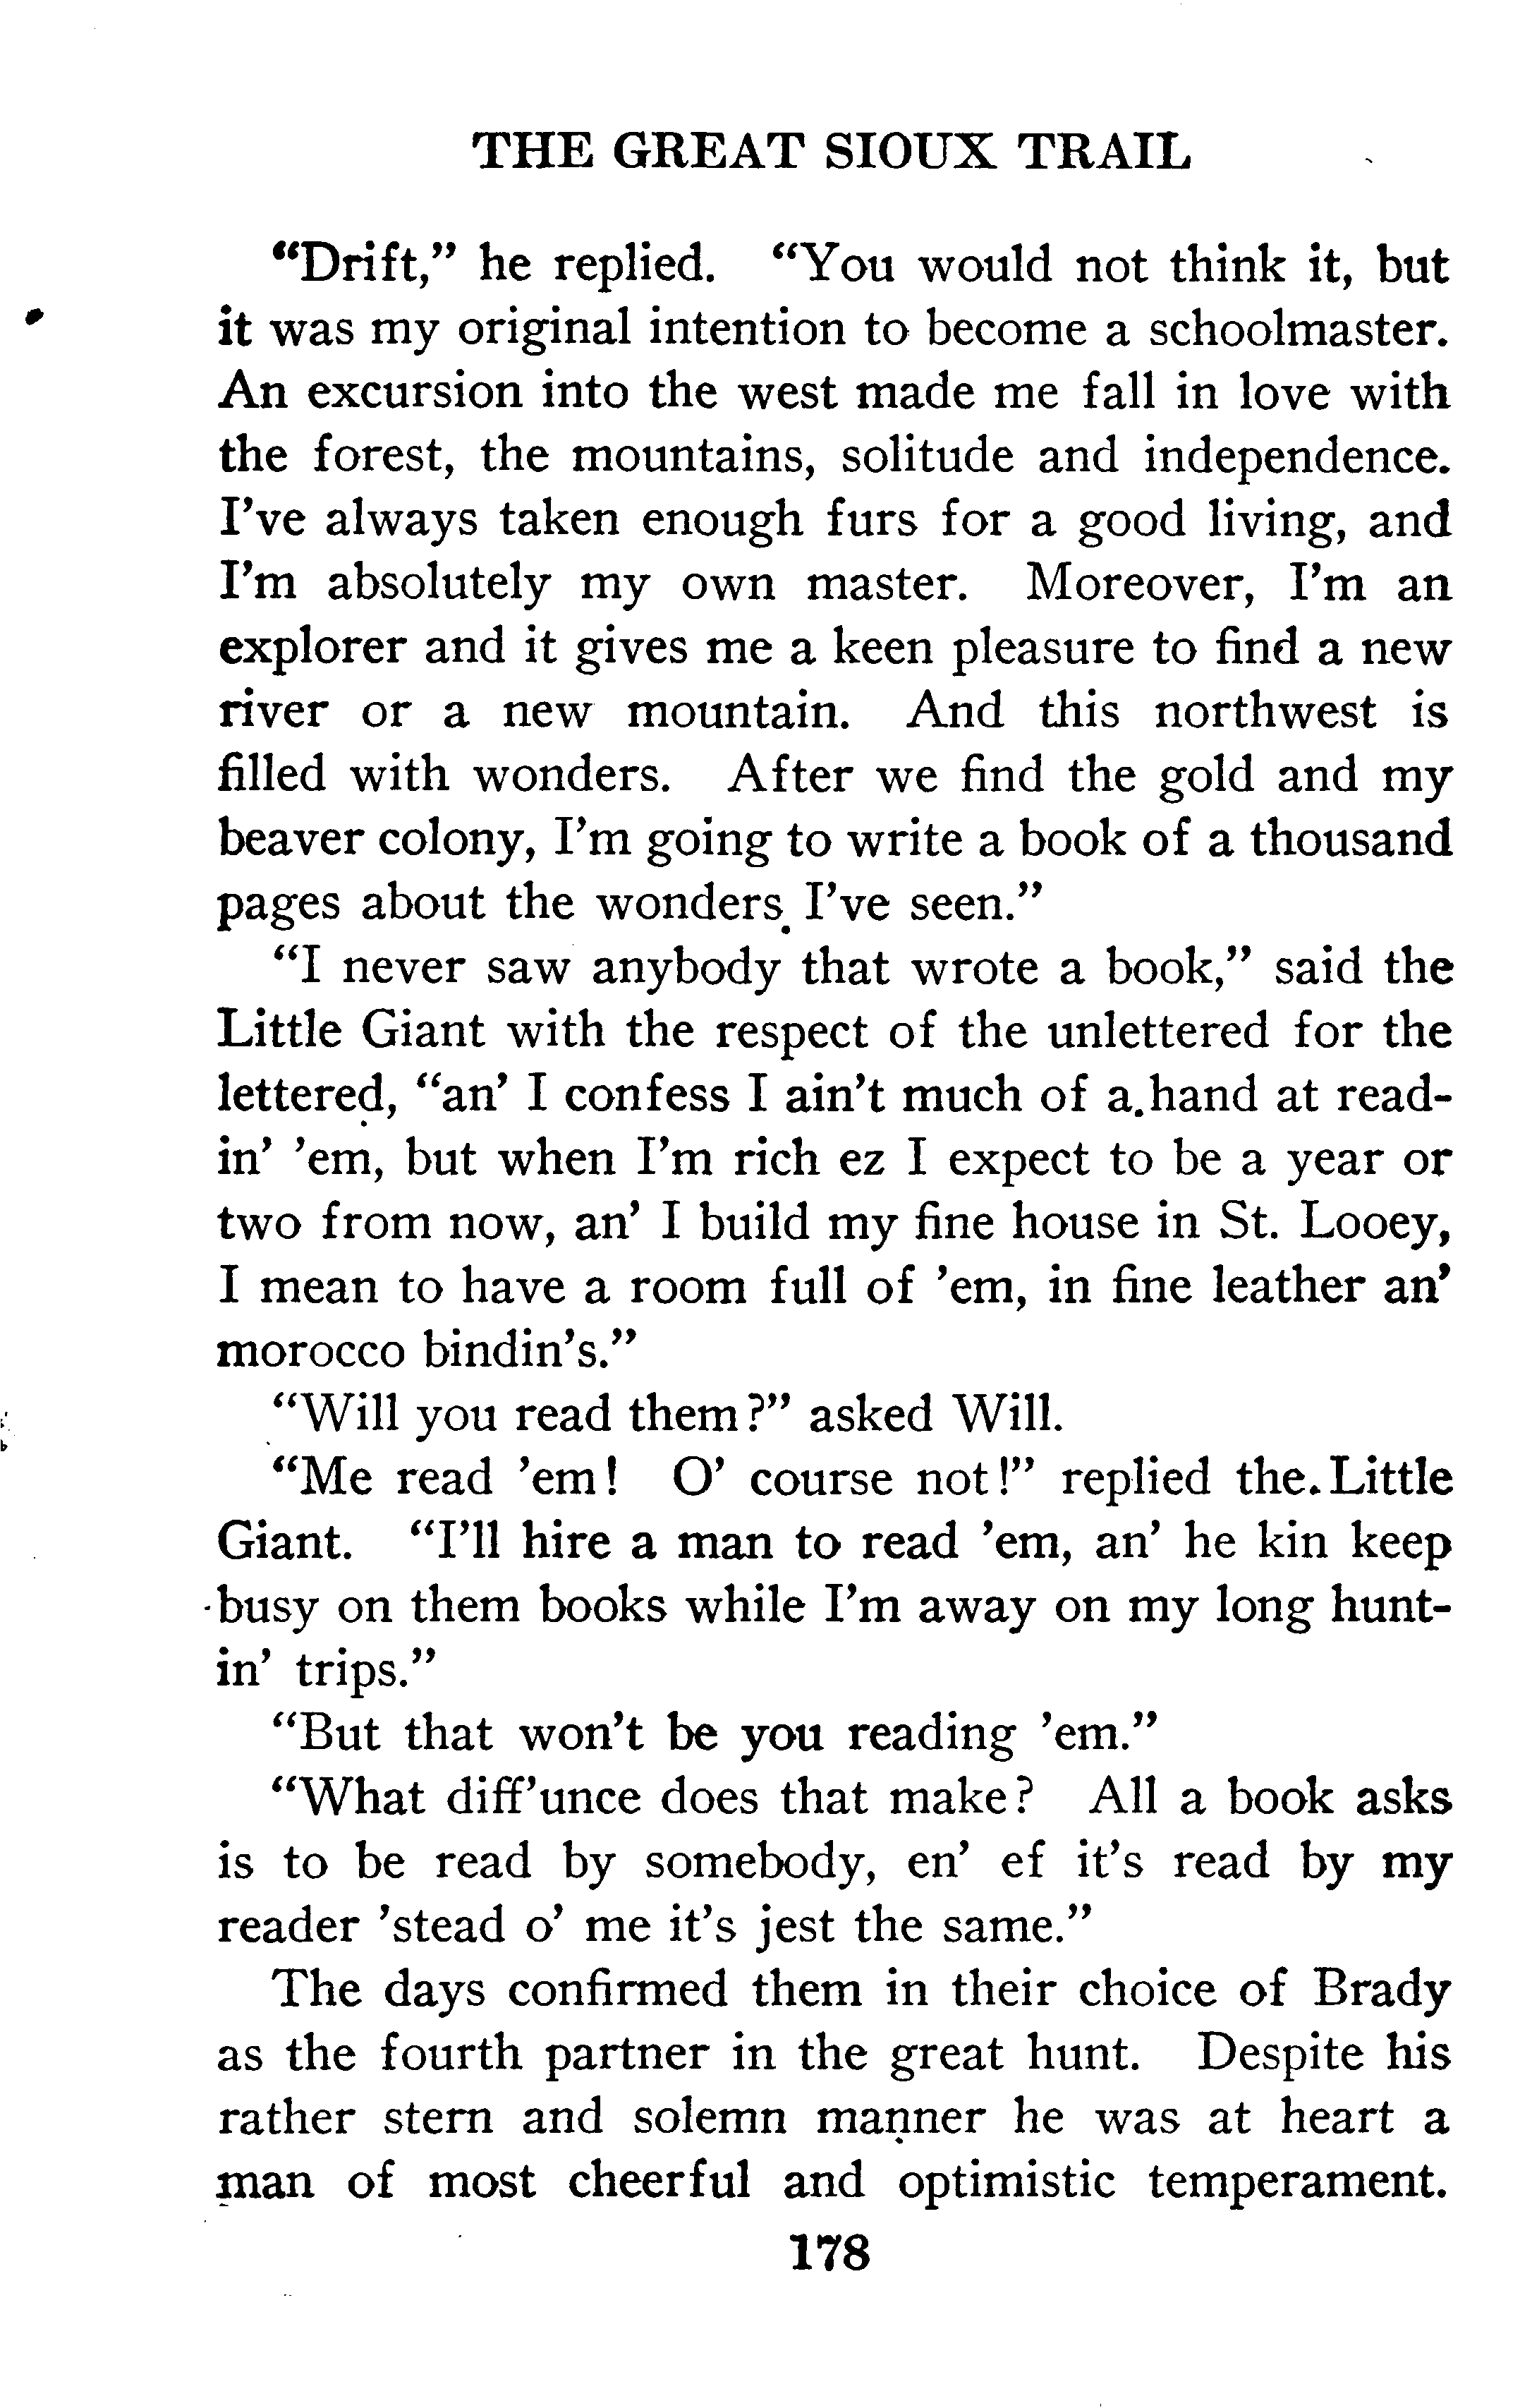 THE GREAT SIOUX TRAIL
“Drift,” he replied. “You would not think it, but
it was my original intention to become a schoolmaster.
An excursion into the west made me fall in love with
the forest, the mountains, solitude and independence.
I’ve always taken enough furs for a good living, and
I’m absolutely my own master. Moreover, I’m an
explorer and it gives me a keen pleasure to find a new
river or a new mountain. And this northwest is
filled with wonders. After we find the gold and my
beaver colony, I’m going to write a book of a thousand
pages about the wonders I’ve seen.”
“I never saw anybody that wrote a book,” said the
Little Giant with the respect of the unlettered for the
lettered, “an’ I confess I ain’t much of a hand at read-
in’ ’em, but when I’m rich ez I expect to be a year or
two from now, an’ I build my fine house in St. Looey,
I mean to have a room full of ’em, in fine leather an’
morocco bindin’s.”
“Will you read them?” asked Will.
“Me read ’em! O’ course not!” replied the Little
Giant. “I’ll hire a man to read ’em, an’ he kin keep
busy on them books while I’m away on my long hunt-
in’ trips.”
“But that won’t be you reading ’em.”
“What diff’unce does that make? All a book asks
is to be read by somebody, en’ ef it’s read by my
reader ’stead o’ me it’s jest the same.”
The days confirmed them in their choice of Brady
as the fourth partner in the great hunt. Despite his
rather stern and solemn manner he was at heart a
man of most cheerful and optimistic temperament.
178